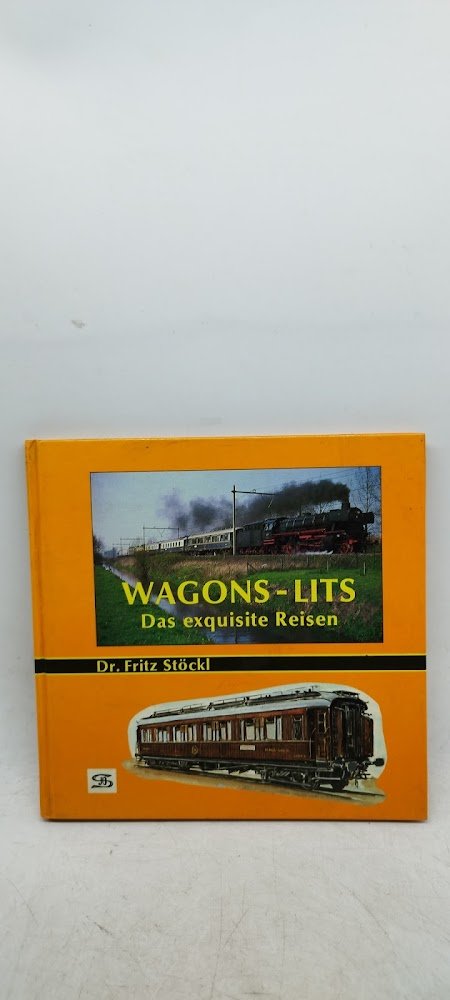 WAGONS - LITS
Das exquisite Reisen
Dr. Fritz Stöckl